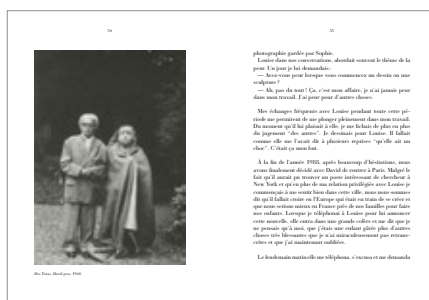 54
55
photographie gardée par Sophie.
Louise dans nos conversations, abordait souvent le thème de la
peur. Un jour je lui demandais:
— Avez-vous peur lorsque vous commencez un dessin ou une
sculpture ?
— Ah, pas du tout ! Ça, c'est mon affaire, je n'ai jamais peur
dans mon travail. J'ai peur pour d'autres choses.
Mes échanges fréquents avec Louise pendant toute cette pé-
riode me permirent de me plonger pleinement dans mon travail.
Du moment qu'il lui plaisait à elle, je me fichais de plus en plus
du jugement "des autres". Je dessinais pour Louise. Il fallait
comme elle me l'avait dit à plusieurs reprises "qu'elle ait un
choc". C'était ça mon but.
À la fin de l'année 1988, après beaucoup d'hésitations, nous
avons finalement décidé avec David de rentrer à Paris. Malgré le
fait qu'il aurait pu trouver un poste intéressant de chercheur à
New York et qu'en plus de ma relation privilégiée avec Louise je
commençais à me sentir bien dans cette ville, nous nous sommes
dit qu'il fallait croire en l'Europe qui était en train de se créer et
que nous serions mieux en France près de nos familles pour faire
nos enfants. Lorsque je téléphonai à Louise pour lui annoncer
cette nouvelle, elle entra dans une grande colère et me dit que je
ne pensais qu'à moi, que j'étais une enfant gâtée plus d'autres
choses très blessantes que je n'ai miraculeusement pas retrans-
crites et que j'ai maintenant oubliées.
Le lendemain matin elle me téléphona, s'excusa et me demanda
1988